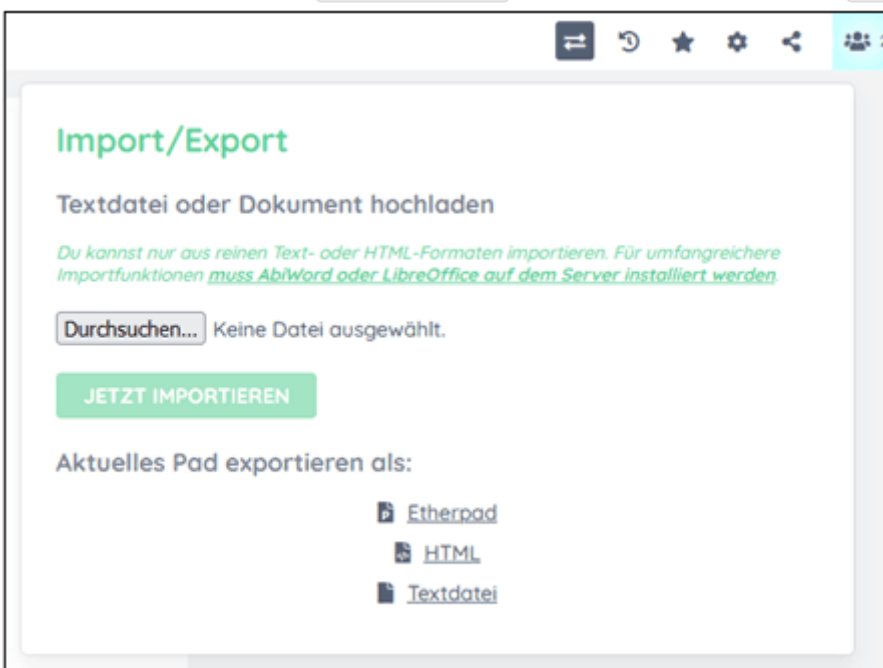 Import/Export
Textdatei oder Dokument hochladen
Du kannst nur aus reinen Text- oder HTML-Formaten importieren. Für umfangreichere
Importfunktionen muss AbiWord oder LibreOffice auf dem Server installiert werden.
Durchsuchen... Keine Datei ausgewählt.
JETZT IMPORTIEREN
Aktuelles Pad exportieren als:
Etherpad
HTML
Textdatei